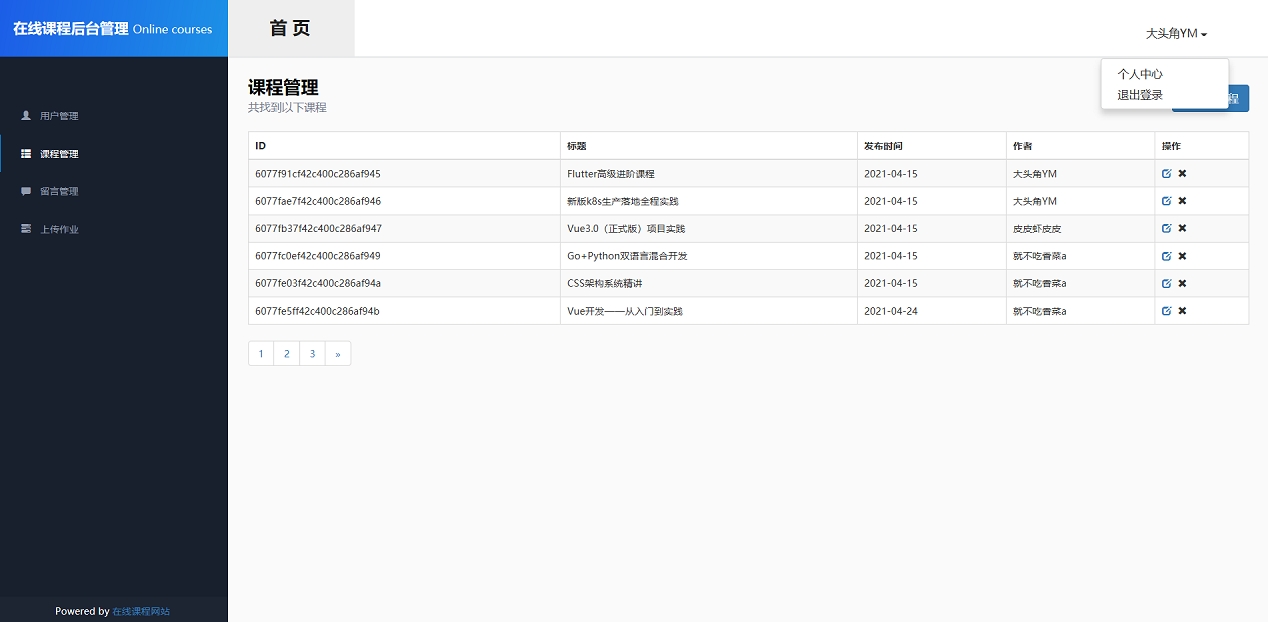 在线课程后台管理 Online courses
首 页
大头角YM
个人中心
退出登录
程
用户管理
课程管理
留言管理
上传作业
课程管理
共找到以下课程
ID 标题 发布时间 作者 操作
6077f91cf42c400c286af945 Flutter高级进阶课程 2021-04-15 大头角YM
6077fae7f42c400c286af946 新版k8s生产落地全程实践 2021-04-15 大头角YM
6077fb37f42c400c286af947 Vue3.0（正式版）项目实践 2021-04-15 皮皮虾皮皮
6077fc0ef42c400c286af949 Go+Python双语言混合开发 2021-04-15 就不吃香菜a
6077fe03f42c400c286af94a CSS架构系统精讲 2021-04-15 就不吃香菜a
6077fe5ff42c400c286af94b Vue开发——从入门到实践 2021-04-24 就不吃香菜a
1 2 3 »
Powered by 在线课程网站